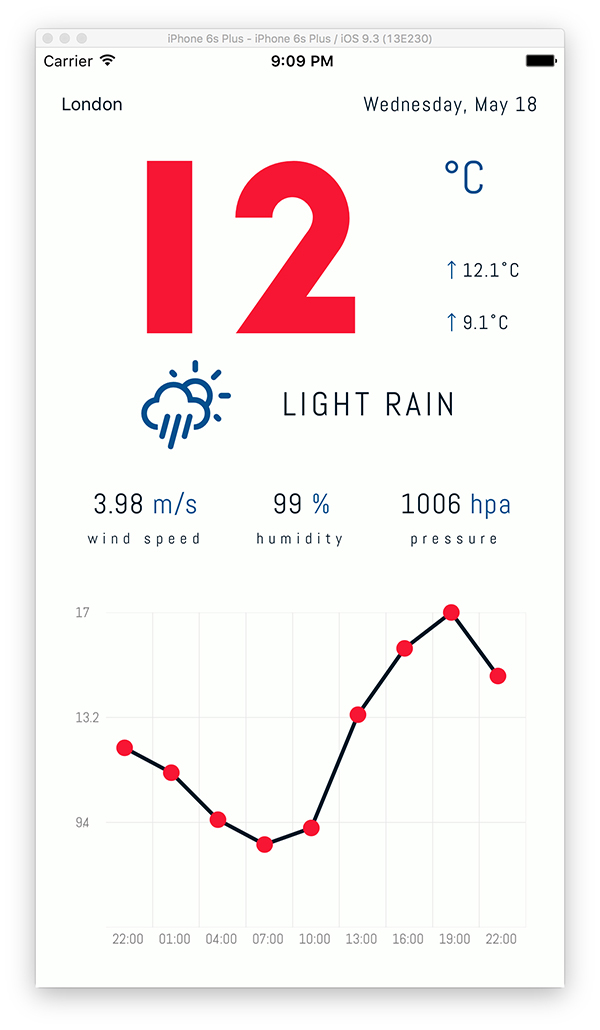 iPhone 6s Plus - iPhone 6s Plus / iOS 9.3 (13E230)
Carrier 9:09 PM
London Wednesday, May 18
12 °C
↑ 12.1°C
↑ 9.1°C
LIGHT RAIN
3.98 m/s 99 % 1006 hpa
wind speed humidity pressure
17
13.2
9.4
22:00 01:00 04:00 07:00 10:00 13:00 16:00 19:00 22:00